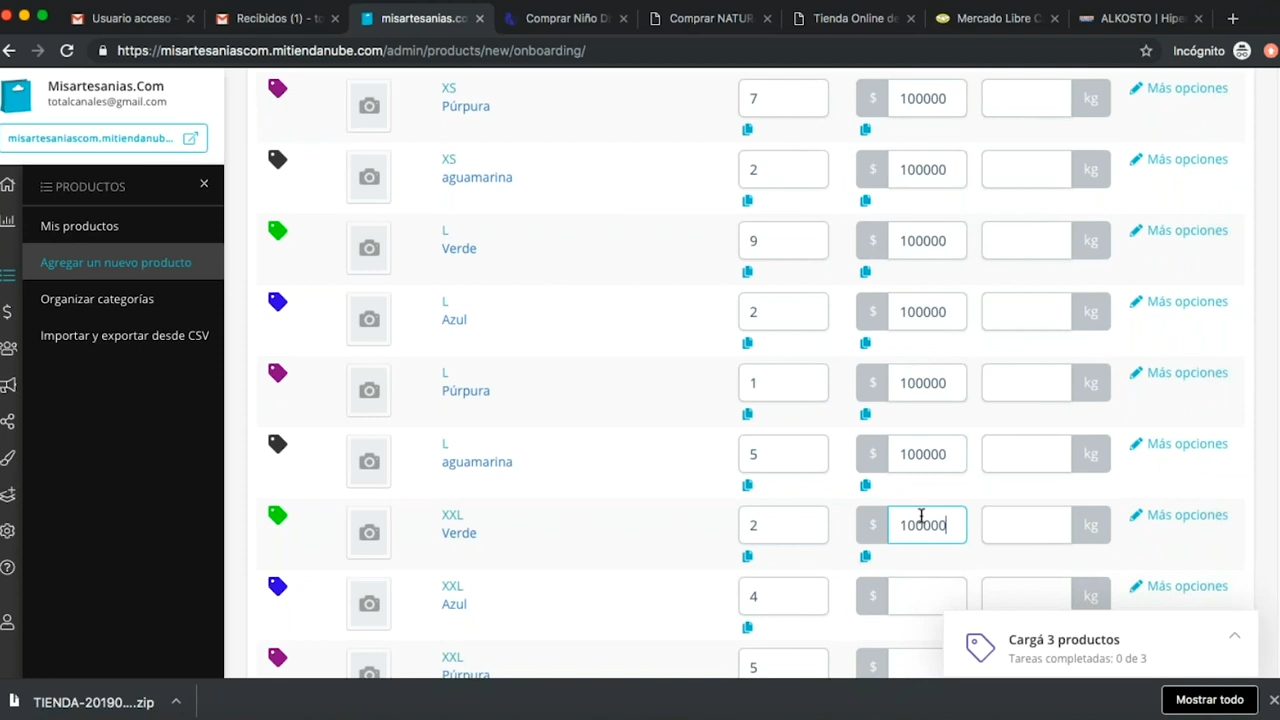 Usuario acceso
Recibidos (1) - to
misartesanias.co
Comprar Niño D
Comprar NATUR
Tienda Online de
Mercado Libre C
ALKOSTO | Hipe
https://misartesaniascom.mitiendanube.com/admin/products/new/onboarding/
Incógnito
Misartesanias.Com
totalcanales@gmail.com
misartesaniascom.mitiendanub...
PRODUCTOS
Mis productos
Agregar un nuevo producto
Organizar categorías
Importar y exportar desde CSV
XS
Púrpura
7
$ 100000
kg
Más opciones
XS
aguamarina
2
$ 100000
kg
Más opciones
L
Verde
9
$ 100000
kg
Más opciones
L
Azul
2
$ 100000
kg
Más opciones
L
Púrpura
1
$ 100000
kg
Más opciones
L
aguamarina
5
$ 100000
kg
Más opciones
XXL
Verde
2
$ 100000
kg
Más opciones
XXL
Azul
4
$
kg
Más opciones
XXL
Púrpura
5
$
Cargá 3 productos
Tareas completadas: 0 de 3
TIENDA-20190....zip
Mostrar todo